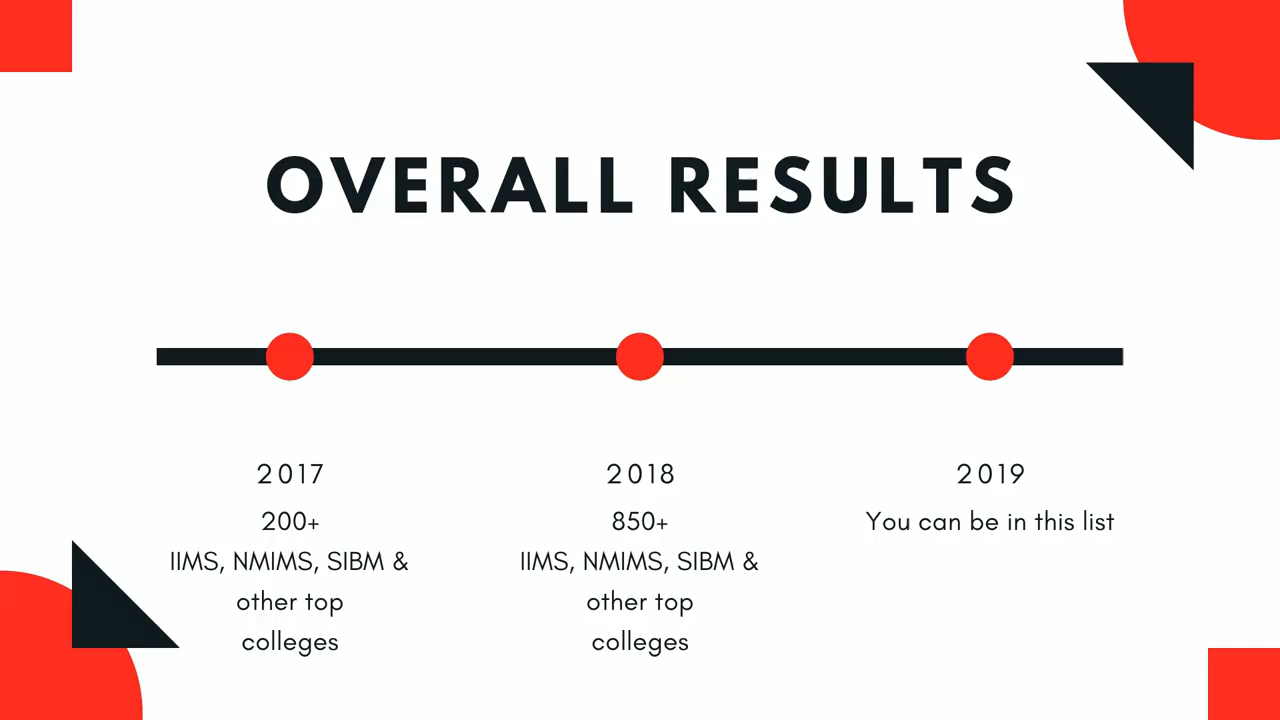 OVERALL RESULTS
2017
200+
IIMS, NMIMS, SIBM &
other top
colleges
2018
850+
IIMS, NMIMS, SIBM &
other top
colleges
2019
You can be in this list